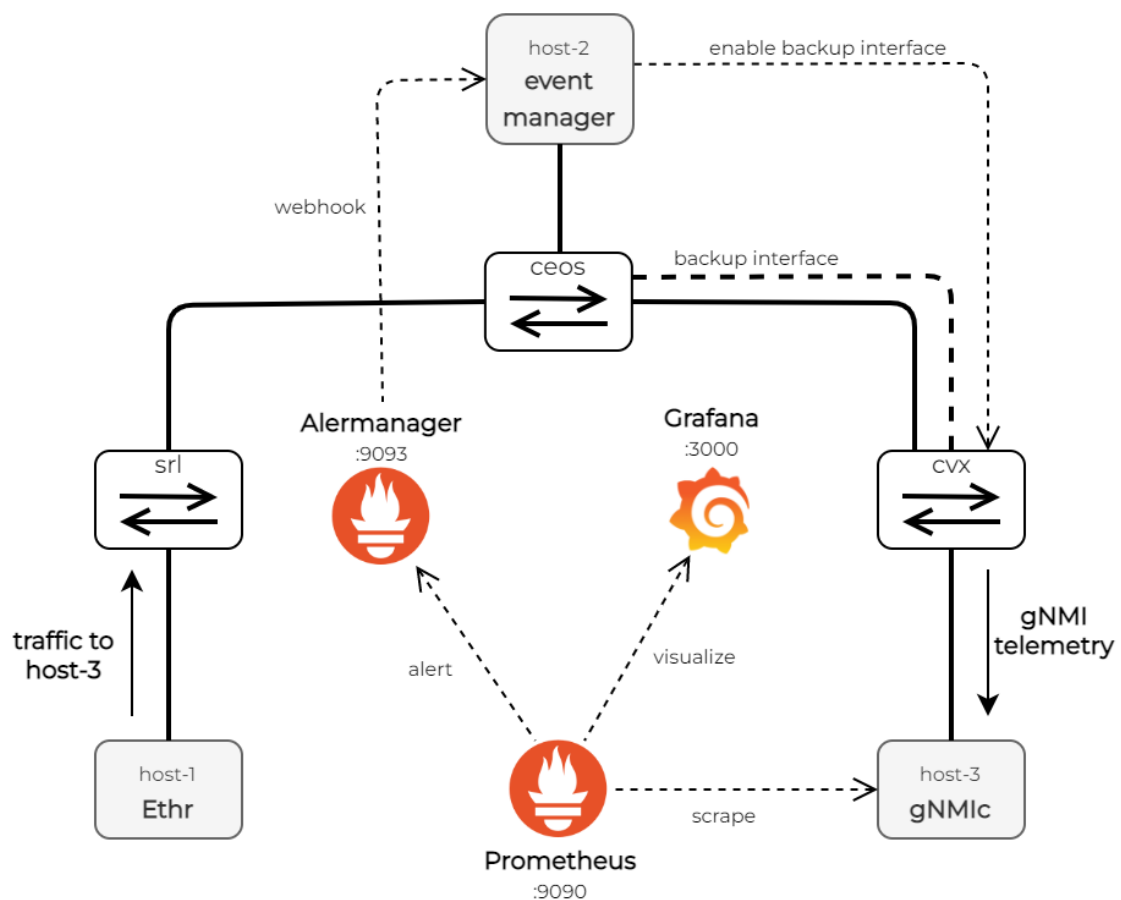 host-2
event
manager
enable backup interface
webhook
ceos
backup interface
Alermanager
:9093
Grafana
:3000
srl
cvx
traffic to
host-3
gNMI
telemetry
alert
visualize
host-1
Ethr
scrape
host-3
gNMIc
Prometheus
:9090